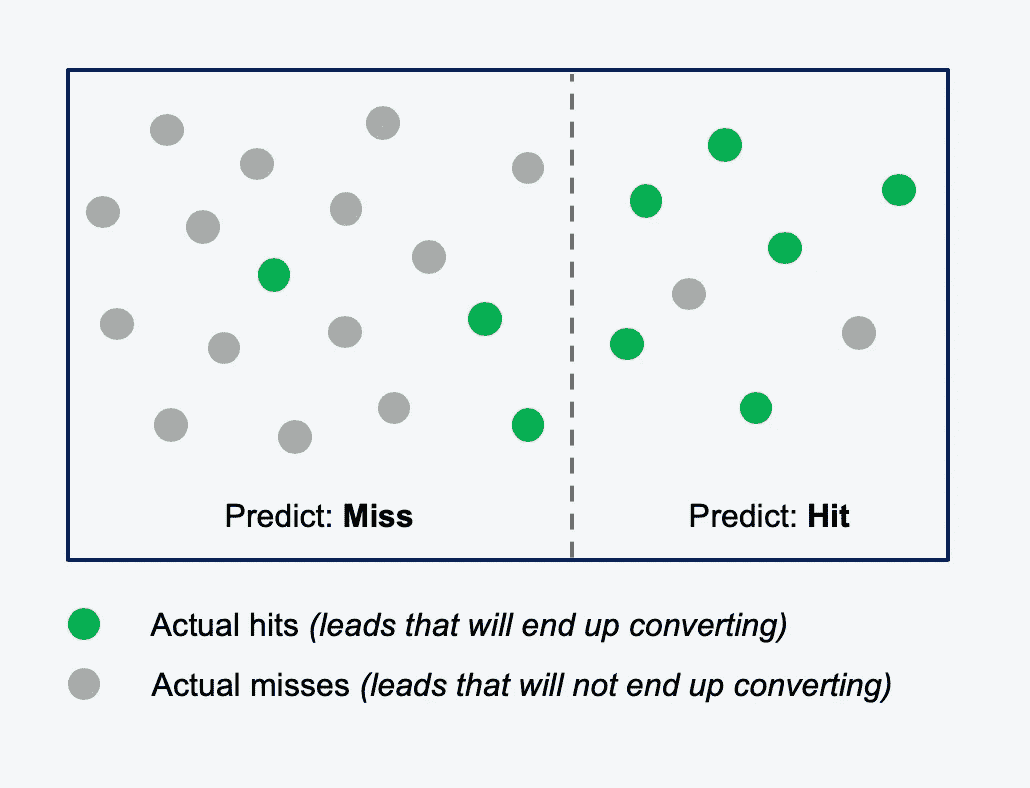 Predict: Miss
Predict: Hit
Actual hits (leads that will end up converting)
Actual misses (leads that will not end up converting)